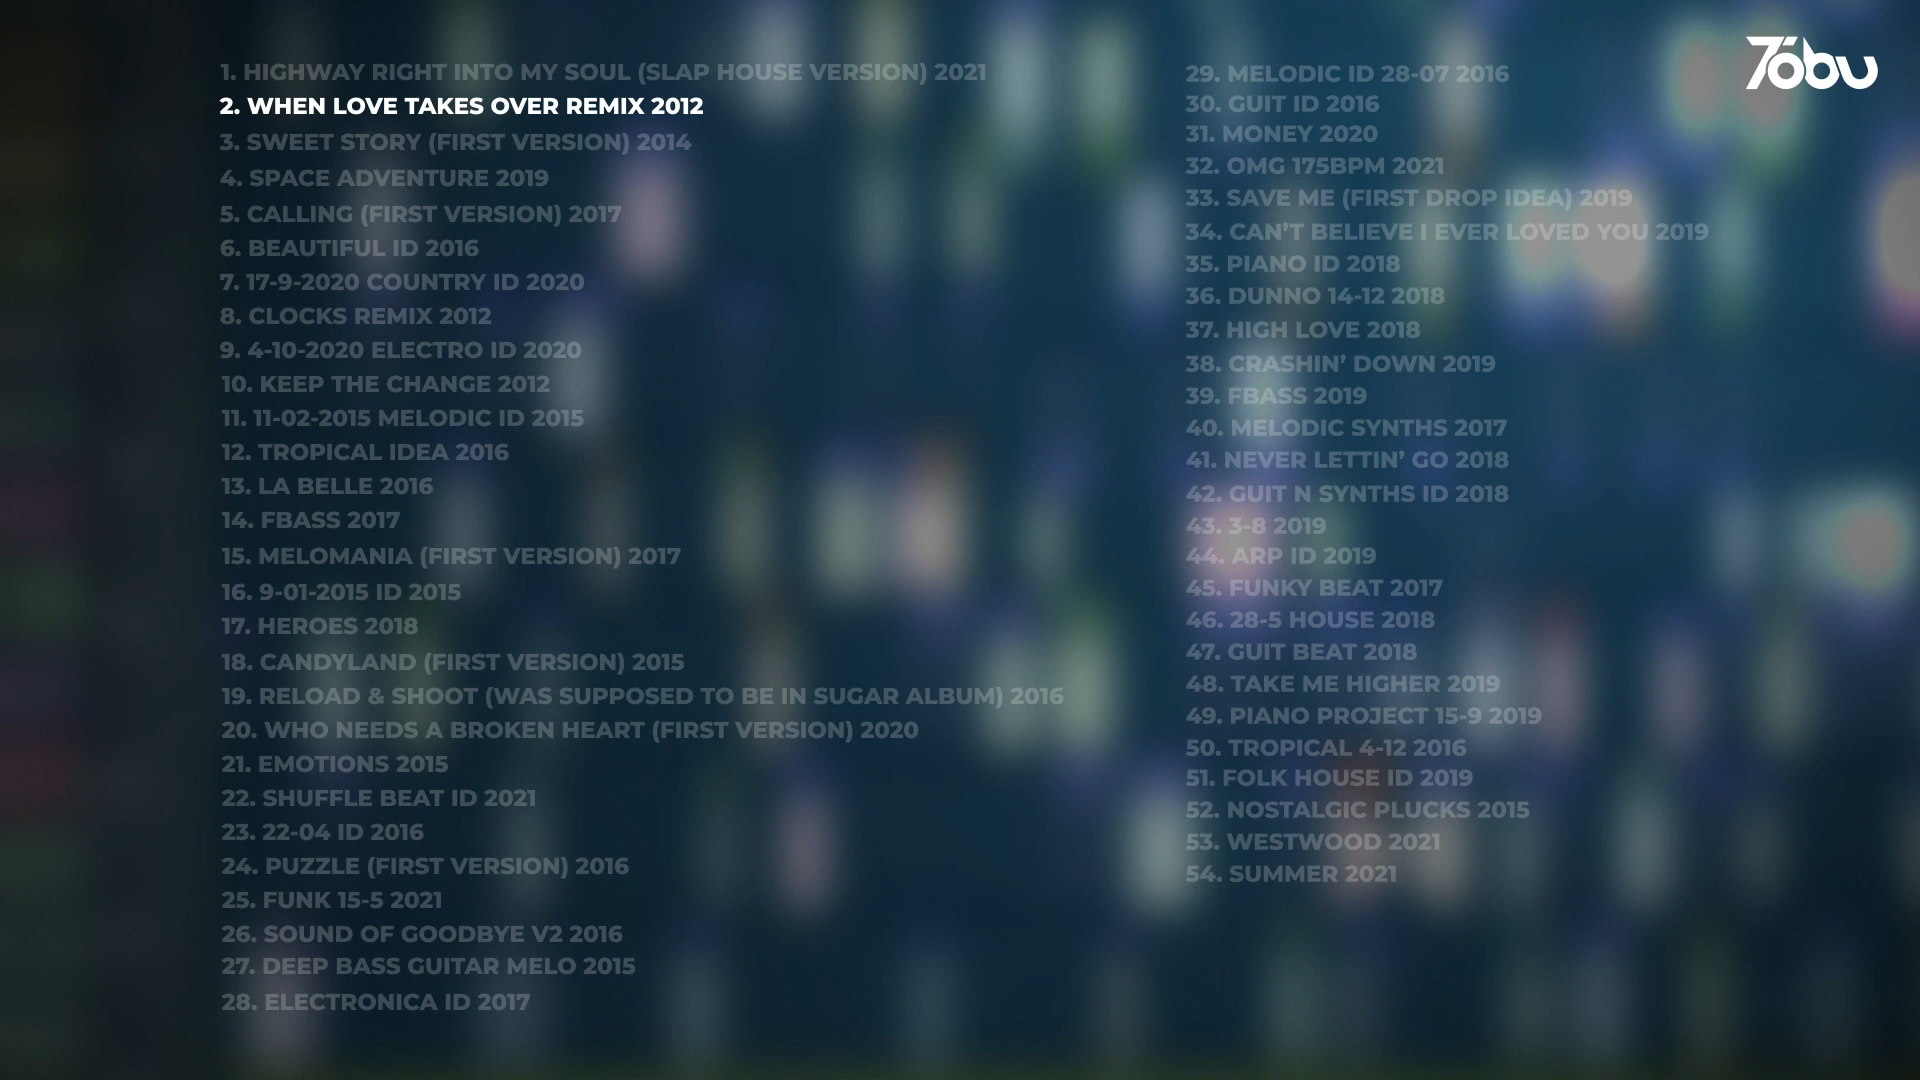 1. HIGHWAY RIGHT INTO MY SOUL (SLAP HOUSE VERSION) 2021
2. WHEN LOVE TAKES OVER REMIX 2012
3. SWEET STORY (FIRST VERSION) 2014
4. SPACE ADVENTURE 2019
5. CALLING (FIRST VERSION) 2017
6. BEAUTIFUL ID 2016
7. 17-9-2020 COUNTRY ID 2020
8. CLOCKS REMIX 2012
9. 4-10-2020 ELECTRO ID 2020
10. KEEP THE CHANGE 2012
11. 11-02-2015 MELODIC ID 2015
12. TROPICAL IDEA 2016
13. LA BELLE 2016
14. FBASS 2017
15. MELOMANIA (FIRST VERSION) 2017
16. 9-01-2015 ID 2015
17. HEROES 2018
18. CANDYLAND (FIRST VERSION) 2015
19. RELOAD & SHOOT (WAS SUPPOSED TO BE IN SUGAR ALBUM) 2016
20. WHO NEEDS A BROKEN HEART (FIRST VERSION) 2020
21. EMOTIONS 2015
22. SHUFFLE BEAT ID 2021
23. 22-04 ID 2016
24. PUZZLE (FIRST VERSION) 2016
25. FUNK 15-5 2021
26. SOUND OF GOODBYE V2 2016
27. DEEP BASS GUITAR MELO 2015
28. ELECTRONICA ID 2017
29. MELODIC ID 28-07 2016
30. GUIT ID 2016
31. MONEY 2020
32. OMG 175BPM 2021
33. SAVE ME (FIRST DROP IDEA) 2019
34. CAN'T BELIEVE I EVER LOVED YOU 2019
35. PIANO ID 2018
36. DUNNO 14-12 2018
37. HIGH LOVE 2018
38. CRASHIN' DOWN 2019
39. FBASS 2019
40. MELODIC SYNTHS 2017
41. NEVER LETTIN' GO 2018
42. GUIT N SYNTHS ID 2018
43. 3-8 2019
44. ARP ID 2019
45. FUNKY BEAT 2017
46. 28-5 HOUSE 2018
47. GUIT BEAT 2018
48. TAKE ME HIGHER 2019
49. PIANO PROJECT 15-9 2019
50. TROPICAL 4-12 2016
51. FOLK HOUSE ID 2019
52. NOSTALGIC PLUCKS 2015
53. WESTWOOD 2021
54. SUMMER 2021
Tobu